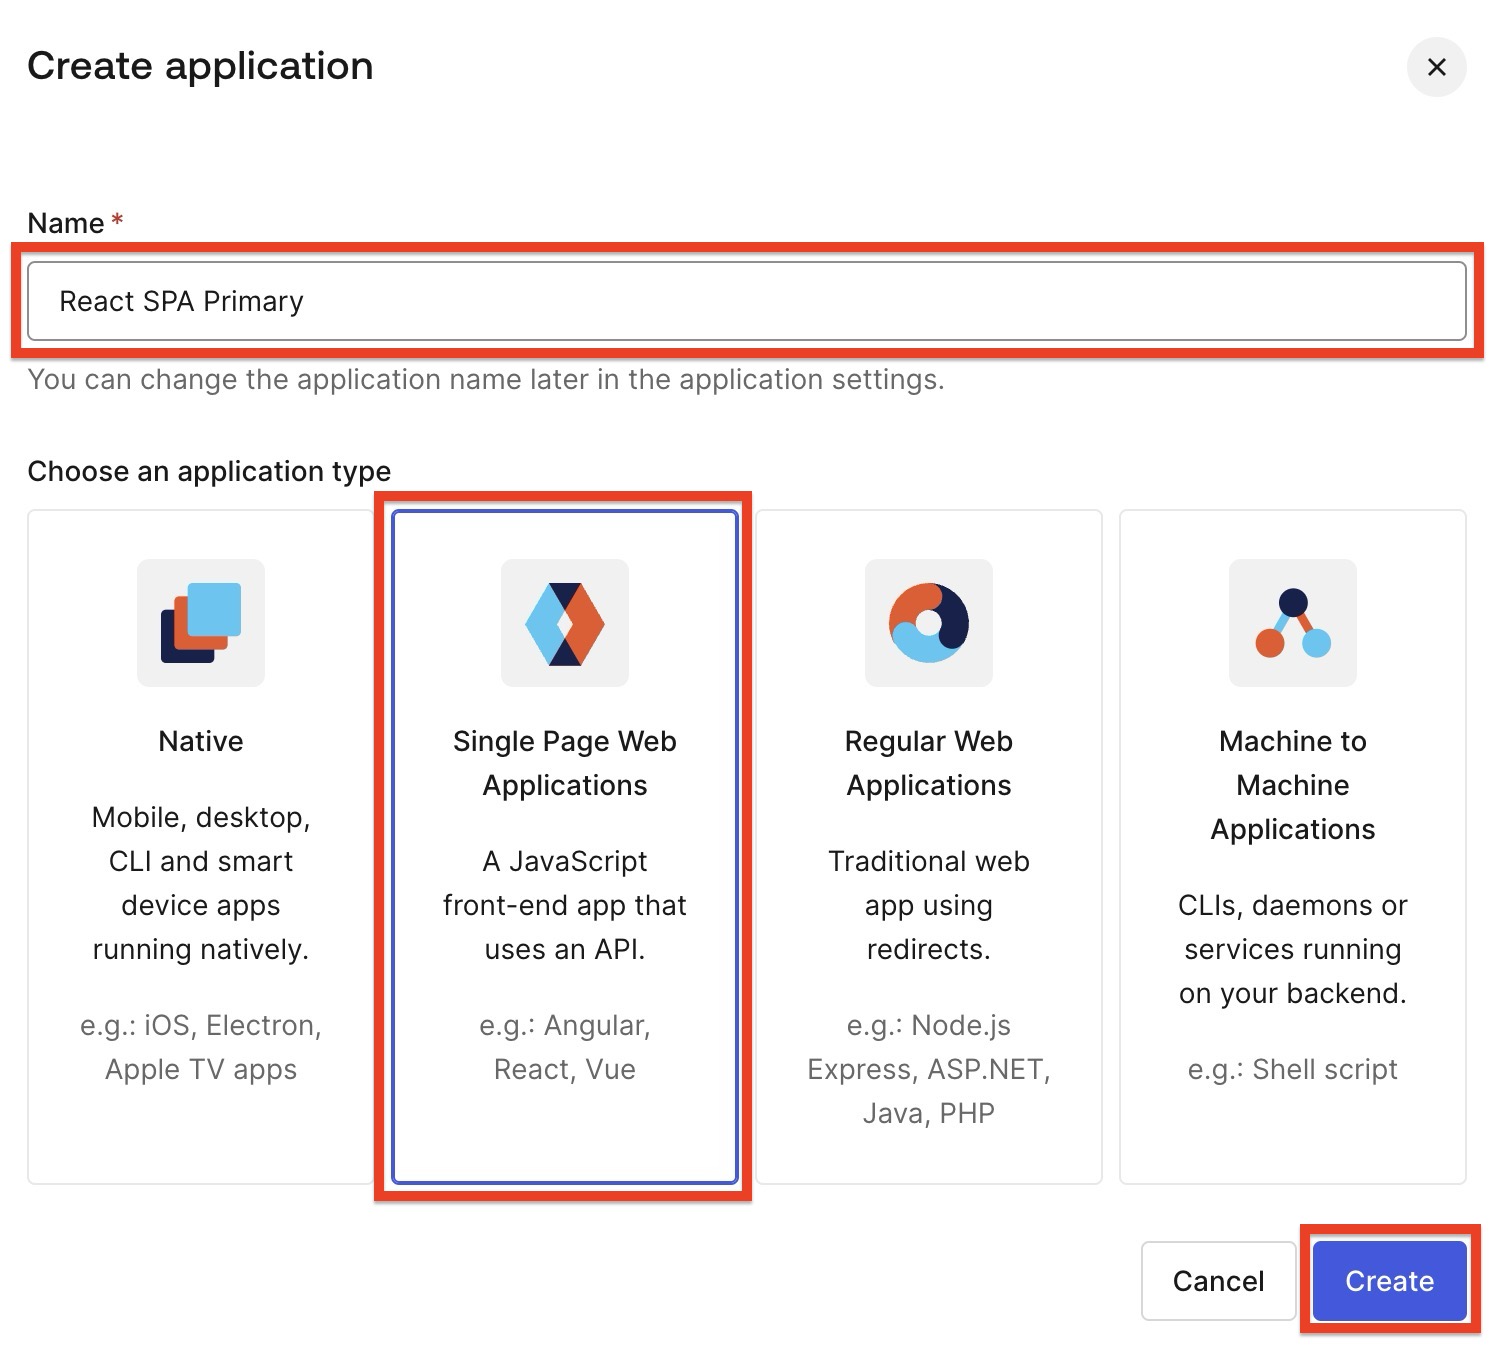 Create application
Name *
React SPA Primary
You can change the application name later in the application settings.
Choose an application type
Native
Mobile, desktop,
CLI and smart
device apps
running natively.
e.g.: iOS, Electron,
Apple TV apps
Single Page Web
Applications
A JavaScript
front-end app that
uses an API.
e.g.: Angular,
React, Vue
Regular Web
Applications
Traditional web
app using
redirects.
e.g.: Node.js
Express, ASP.NET,
Java, PHP
Machine to
Machine
Applications
CLIs, daemons or
services running
on your backend.
e.g.: Shell script
Cancel
Create